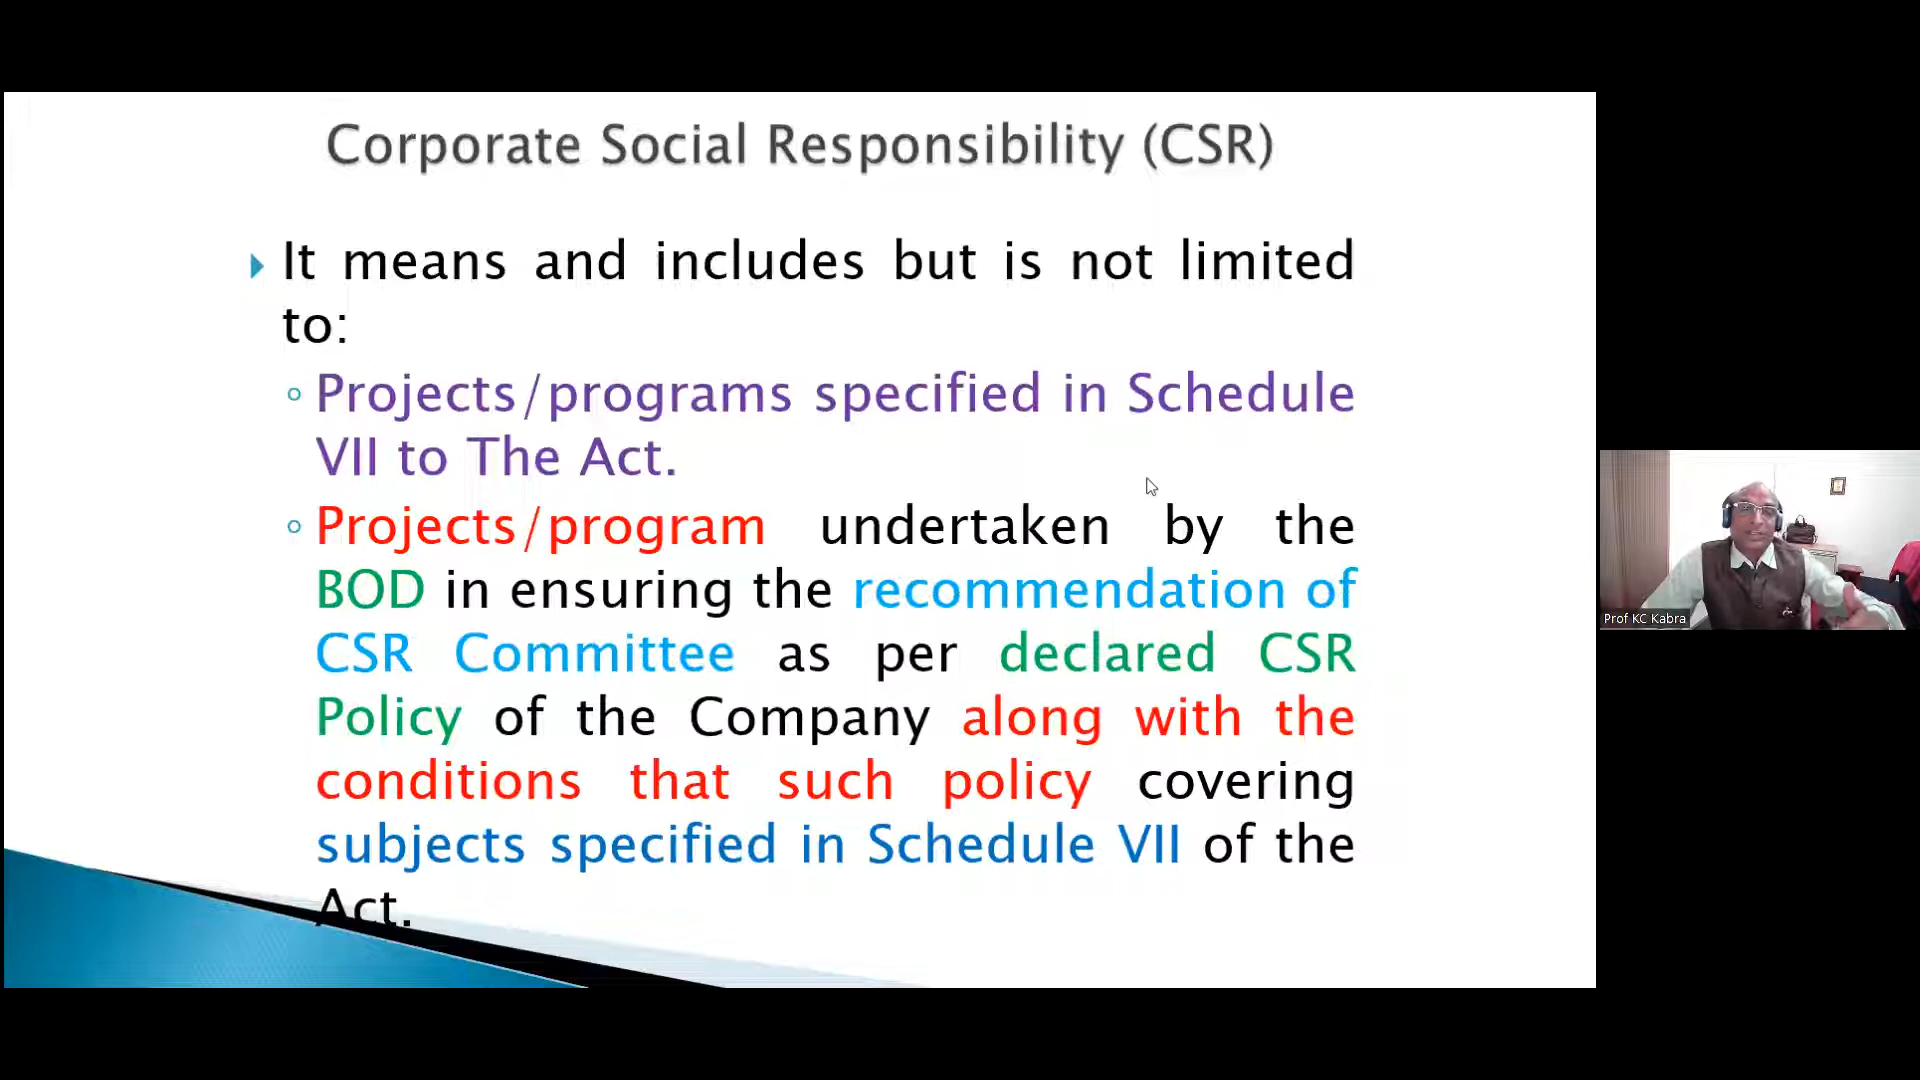 Corporate Social Responsibility (CSR)
It means and includes but is not limited
to:
Projects/programs specified in Schedule
VII to The Act.
Projects/program undertaken by the
BOD in ensuring the recommendation of
CSR Committee as per declared CSR
Policy of the Company along with the
conditions that such policy covering
subjects specified in Schedule VII of the
Act.
Prof KC Kabra